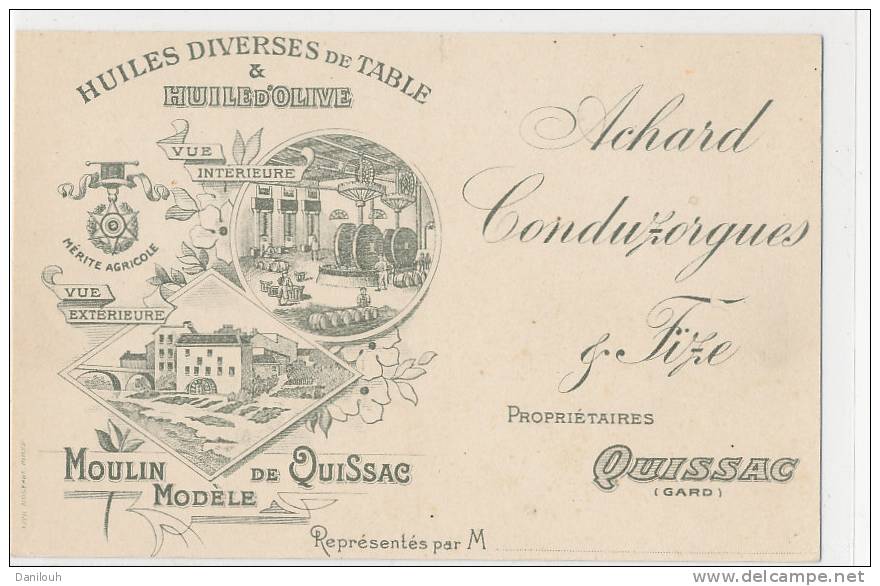 HUILES DIVERSES DE TABLE
&
HUILE D'OLIVE
VUE
INTÉRIEURE
MÉRITE AGRICOLE
VUE
EXTÉRIEURE
MOULIN DE QUISSAC
MODÈLE
Achard
Conduzorgues
& Fize
PROPRIÉTAIRES
QUISSAC
(GARD)
Représentés par M
Danilouh
http://www.delcampe.net